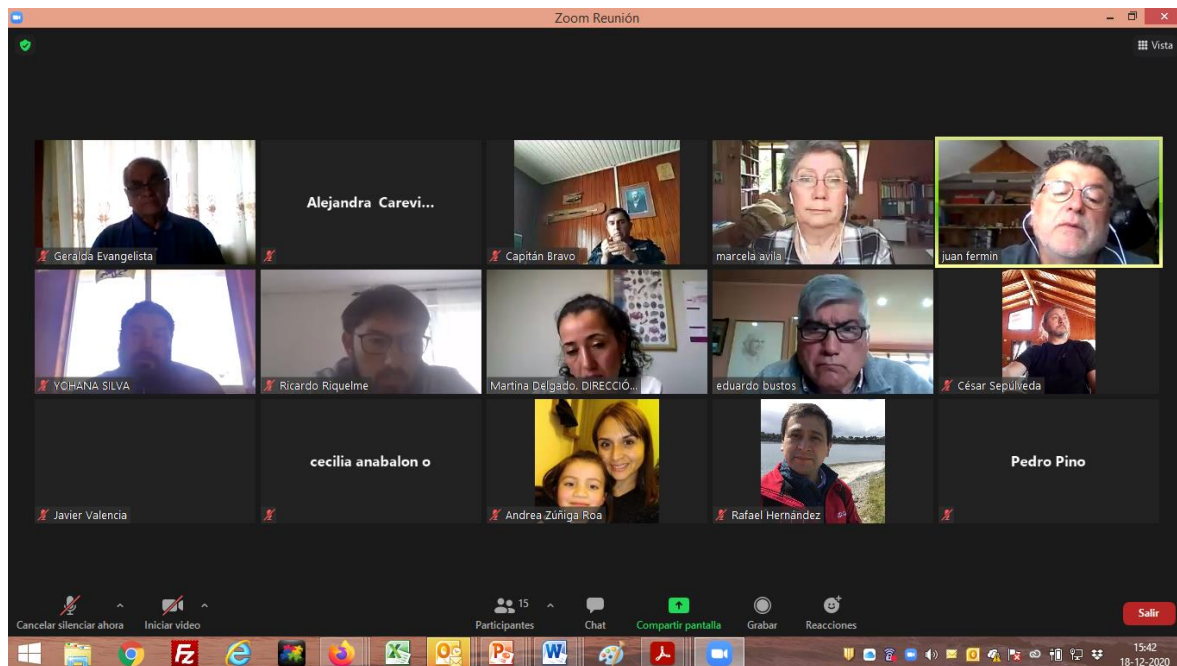 Zoom Reunión
Vista
Geralda Evangelista
Alejandra Carevi...
Capitán Bravo
marcela avila
juan fermin
YOHANA SILVA
Ricardo Riquelme
Martina Delgado. DIRECCIÓ...
eduardo bustos
César Sepúlveda
Javier Valencia
cecilia anabalon o
Andrea Zúñiga Roa
Rafael Hernández
Pedro Pino
Cancelar silenciar ahora
Iniciar video
15
Participantes
Chat
Compartir pantalla
Grabar
Reacciones
Salir
15:42
18-12-2020